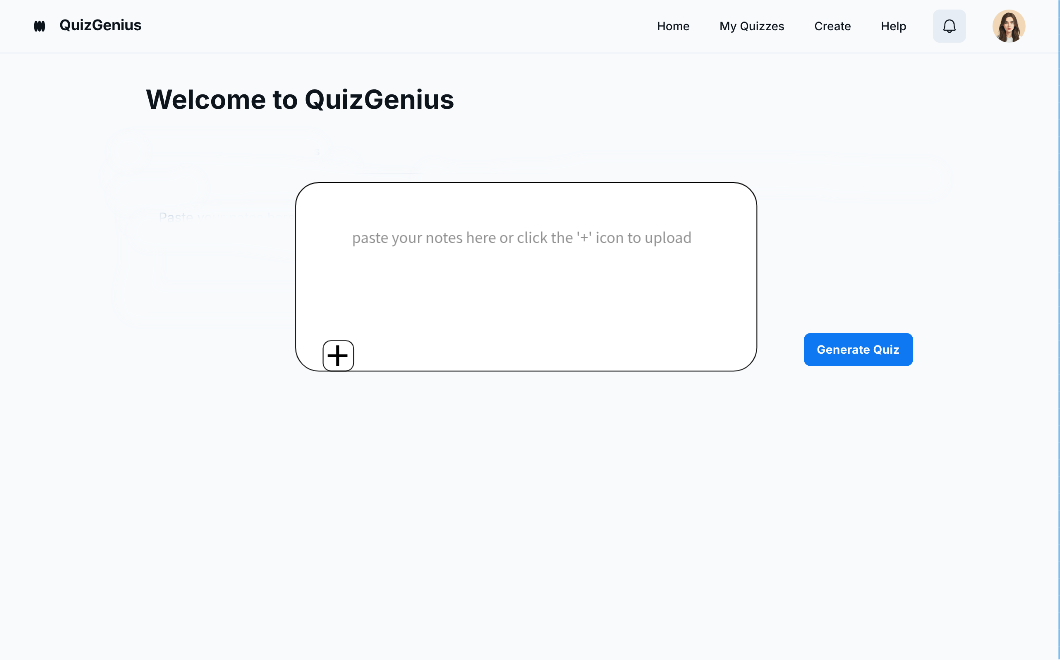 QuizGenius
Home
My Quizzes
Create
Help
Welcome to QuizGenius
Paste
paste your notes here or click the '+' icon to upload
Generate Quiz